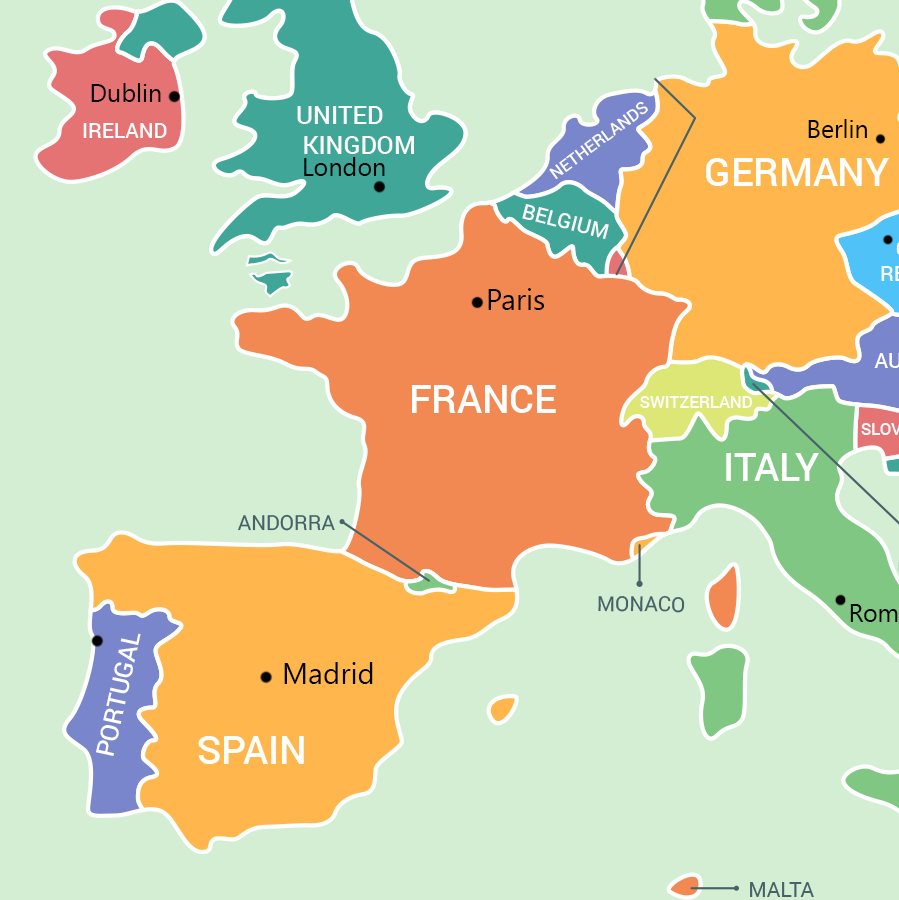 Dublin
IRELAND
UNITED
KINGDOM
London
NETHERLANDS
BELGIUM
Berlin
GERMANY
RE
Paris
FRANCE
AU
SWITZERLAND
SLOV
ITALY
ANDORRA
MONACO
Rom
PORTUGAL
Madrid
SPAIN
MALTA